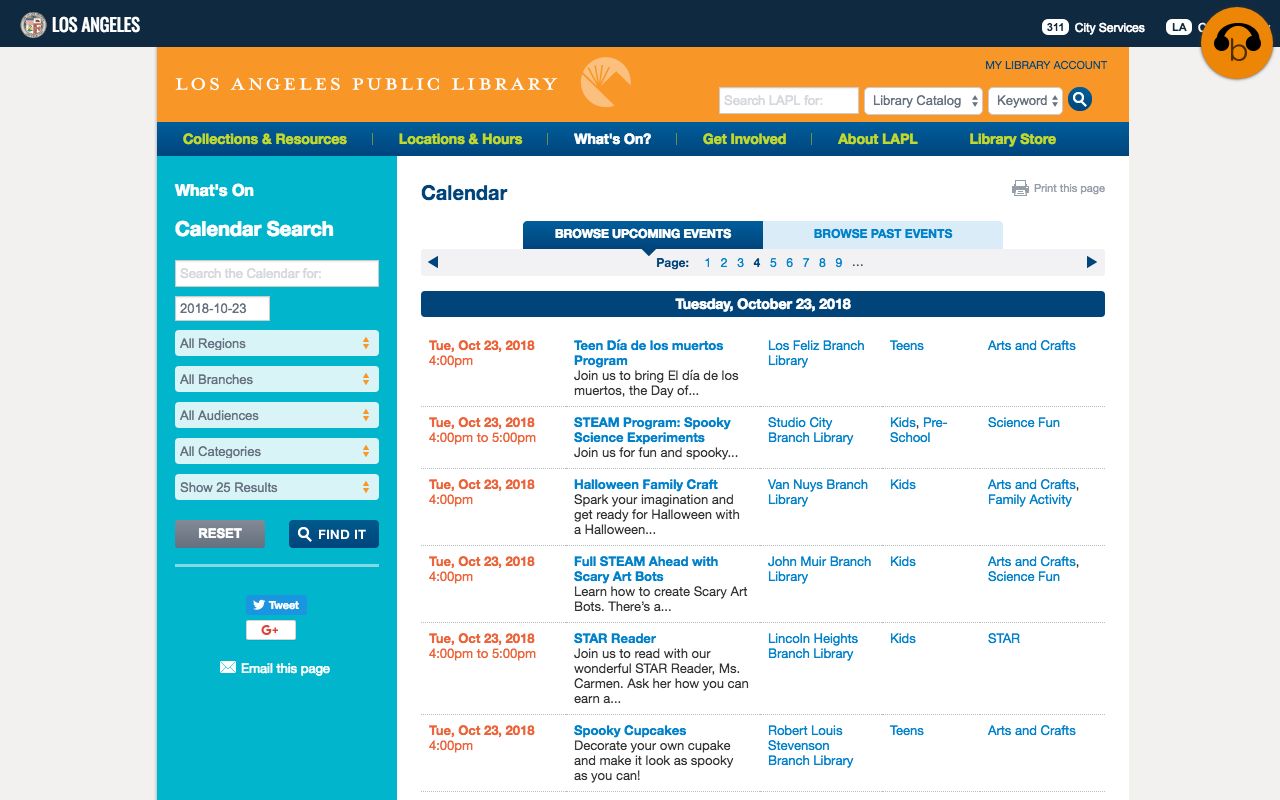 LOS ANGELES
311 City Services
LA
b
LOS ANGELES PUBLIC LIBRARY
MY LIBRARY ACCOUNT
Search LAPL for:
Library Catalog
Keyword
Collections & Resources
Locations & Hours
What's On?
Get Involved
About LAPL
Library Store
What's On
Calendar Search
Search the Calendar for:
2018-10-23
All Regions
All Branches
All Audiences
All Categories
Show 25 Results
RESET
FIND IT
Tweet
G+
Email this page
Calendar
Print this page
BROWSE UPCOMING EVENTS
BROWSE PAST EVENTS
Page: 1 2 3 4 5 6 7 8 9 ...
Tuesday, October 23, 2018
Tue, Oct 23, 2018
4:00pm
Teen Día de los muertos
Program
Join us to bring El día de los
muertos, the Day of...
Los Feliz Branch
Library
Teens
Arts and Crafts
Tue, Oct 23, 2018
4:00pm to 5:00pm
STEAM Program: Spooky
Science Experiments
Join us for fun and spooky...
Studio City
Branch Library
Kids, Pre-
School
Science Fun
Tue, Oct 23, 2018
4:00pm
Halloween Family Craft
Spark your imagination and
get ready for Halloween with
a Halloween...
Van Nuys Branch
Library
Kids
Arts and Crafts,
Family Activity
Tue, Oct 23, 2018
4:00pm
Full STEAM Ahead with
Scary Art Bots
Learn how to create Scary Art
Bots. There's a...
John Muir Branch
Library
Kids
Arts and Crafts,
Science Fun
Tue, Oct 23, 2018
4:00pm to 5:00pm
STAR Reader
Join us to read with our
wonderful STAR Reader, Ms.
Carmen. Ask her how you can
earn a...
Lincoln Heights
Branch Library
Kids
STAR
Tue, Oct 23, 2018
4:00pm
Spooky Cupcakes
Decorate your own cupake
and make it look as spooky
as you can!
Robert Louis
Stevenson
Branch Library
Teens
Arts and Crafts